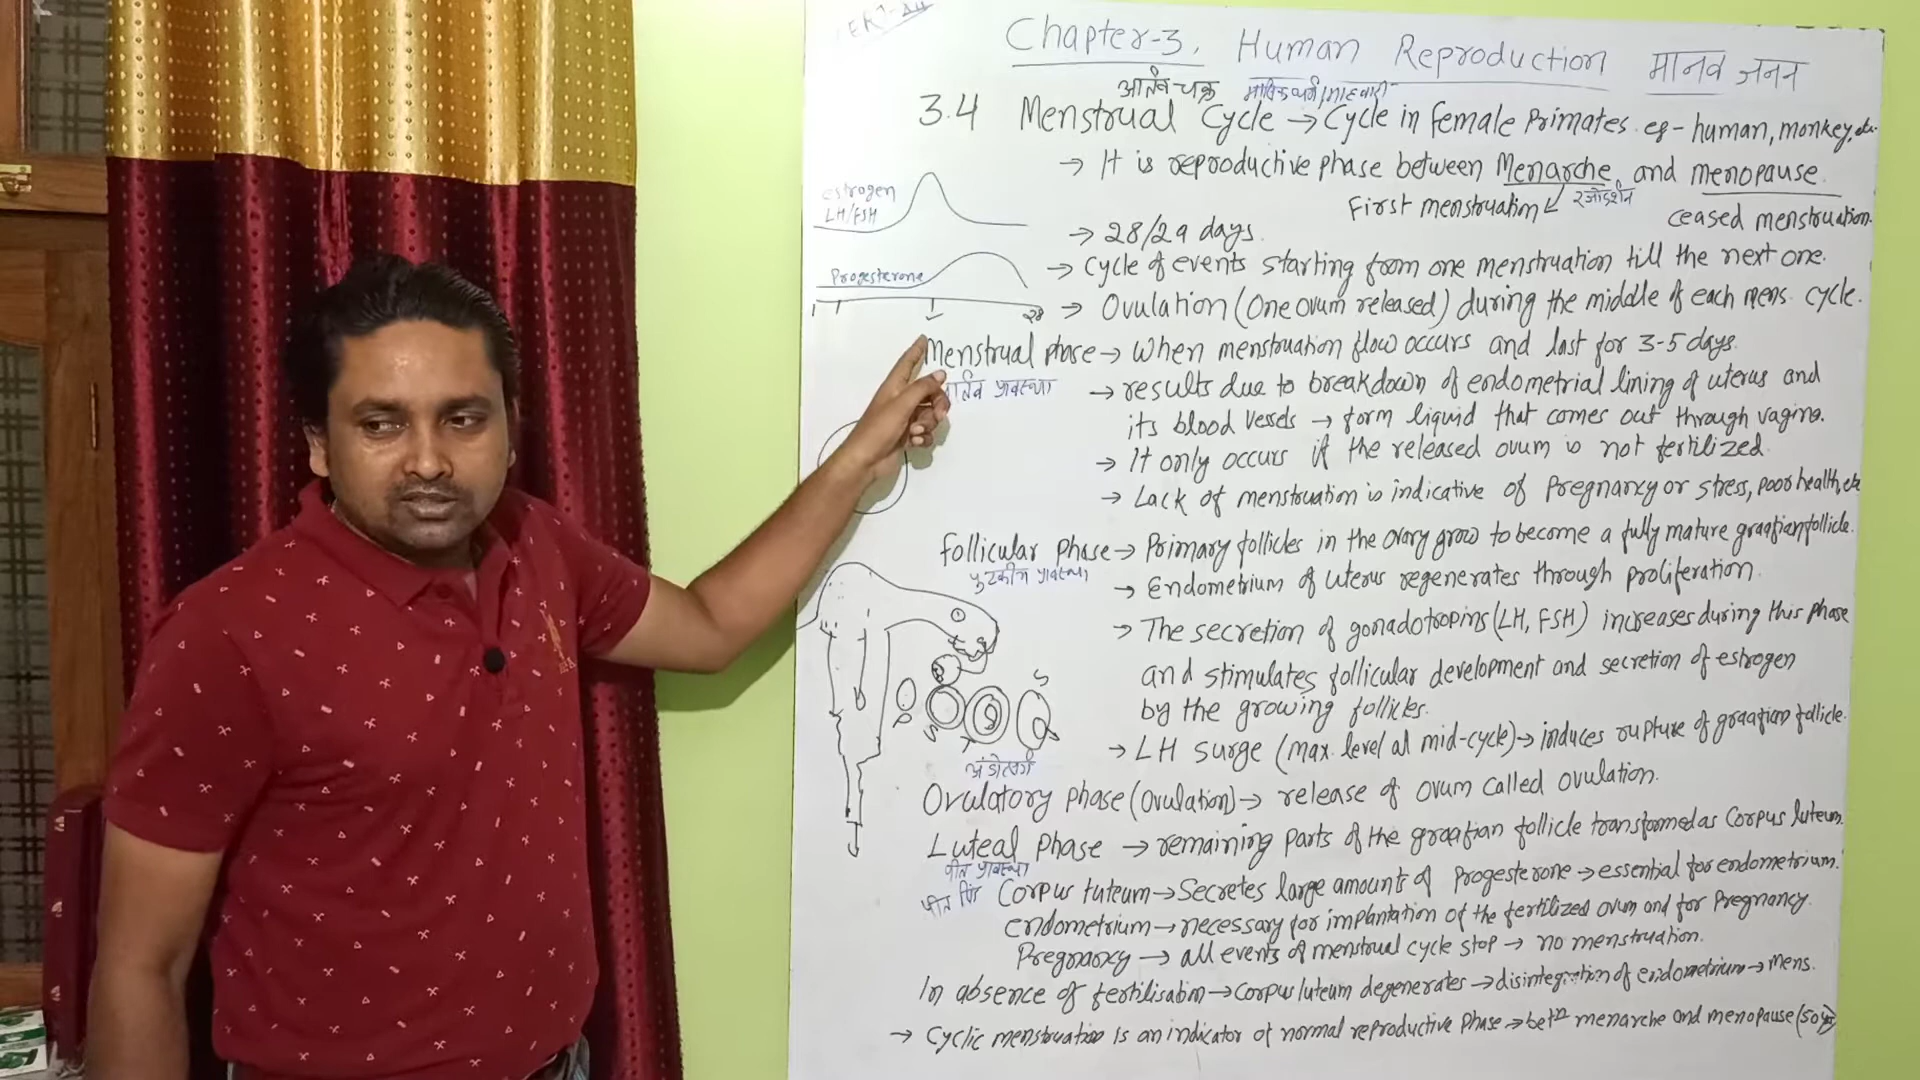 Chapter-3. Human Reproduction मानव जनन
आर्तव चक्र
3.4 Menstrual Cycle → Cycle in Female Primates. eg - human, monkey, etc.
→ It is reproductive phase between Menarche, and menopause.
First menstruation रजोदर्शन ceased menstruation.
estrogen
LH/FSH
→ 28/29 days.
Progesterone
→ Cycle of events starting from one menstruation till the next one.
1 28
→ Ovulation (One ovum released) during the middle of each mens. cycle.
Menstrual phase → When menstruation flow occurs and last for 3-5 days.
→ results due to breakdown of endometrial lining of uterus and
its blood vessels → form liquid that comes out through vagina.
→ It only occurs if the released ovum is not fertilized.
→ Lack of menstruation is indicative of Pregnancy or stress, poor health, etc
Follicular Phase → Primary follicles in the ovary grow to become a fully mature graafian follicle.
→ Endometrium of uterus regenerates through proliferation.
→ The secretion of gonadotropins (LH, FSH) increases during this phase
and stimulates follicular development and secretion of estrogen
by the growing follicles.
P S T S
→ LH surge (max. level at mid-cycle) → induces rupture of graafian follicle.
अंडोत्सर्ग
Ovulatory phase (Ovulation) → release of ovum called ovulation.
Luteal Phase → remaining parts of the graafian follicle transformed as Corpus luteum.
पीत प्रावस्था
पीत पिंड Corpus luteum → Secretes large amounts of Progesterone → essential for endometrium.
endometrium → necessary for implantation of the fertilized ovum and for Pregnancy.
Pregnancy → all events of menstrual cycle stop → no menstruation.
In absence of fertilisation → corpus luteum degenerates → disintegration of endometrium → mens.
→ Cyclic menstruation is an indicator of normal reproductive phase → betn menarche and menopause (50